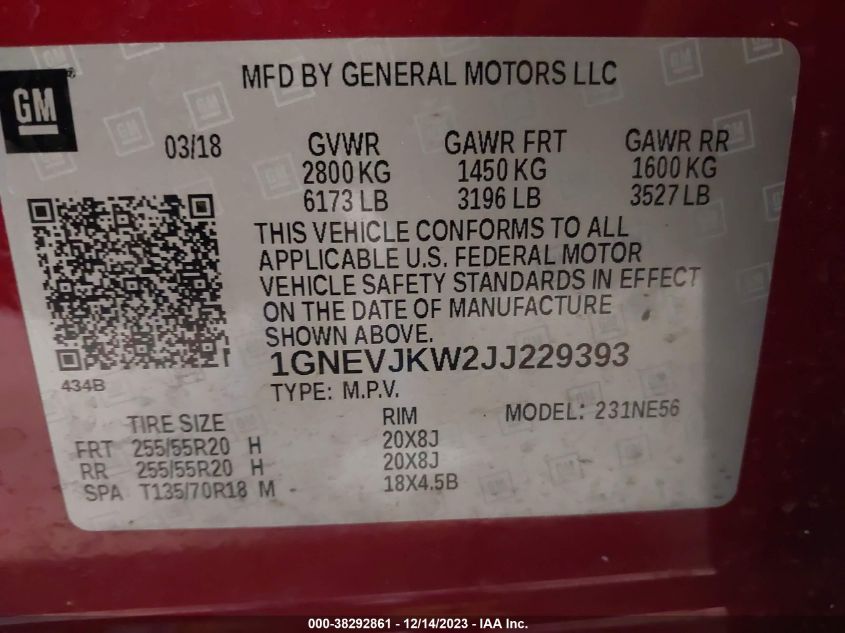 GM
MFD BY GENERAL MOTORS LLC
03/18 GVWR GAWR FRT GAWR RR
2800 KG 1450 KG 1600 KG
6173 LB 3196 LB 3527 LB
THIS VEHICLE CONFORMS TO ALL
APPLICABLE U.S. FEDERAL MOTOR
VEHICLE SAFETY STANDARDS IN EFFECT
ON THE DATE OF MANUFACTURE
SHOWN ABOVE.
1GNEVJKW2JJ229393
434B
TYPE: M.P.V.
TIRE SIZE RIM MODEL: 231NE56
FRT 255/55R20 H 20X8J
RR 255/55R20 H 20X8J
SPA T135/70R18 M - 18X4.5B
000-38292861 - 12/14/2023 - IAA Inc.